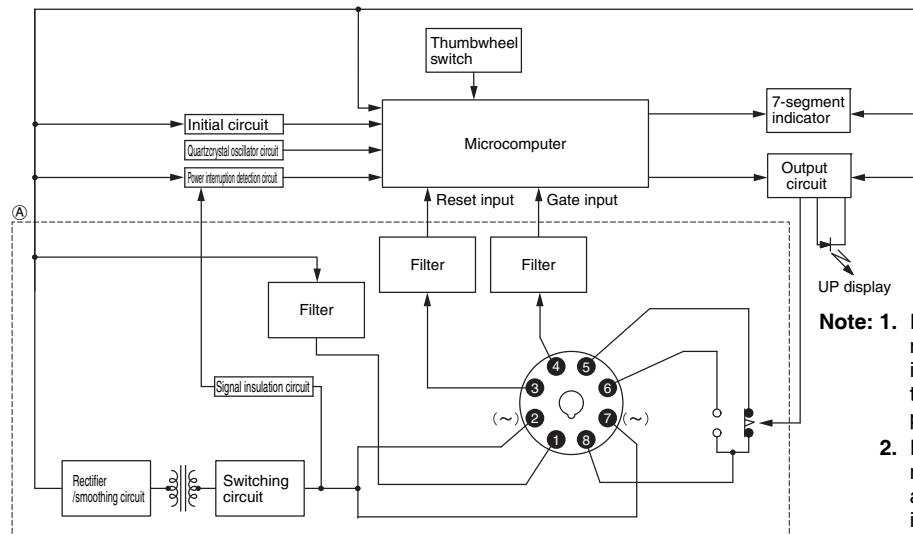 Thumbwheel
switch
7-segment
indicator
Initial circuit
Quartzcrystal oscillator circuit
Microcomputer
Power interruption detection circuit
Output
circuit
Reset input
Gate input
Ⓐ
Filter
Filter
Filter
UP display
Note: 1.
2.
Signal insulation circuit
4
5
3
6
(~)
2
7
(~)
1
8
Rectifier
/smoothing circuit
Switching
circuit